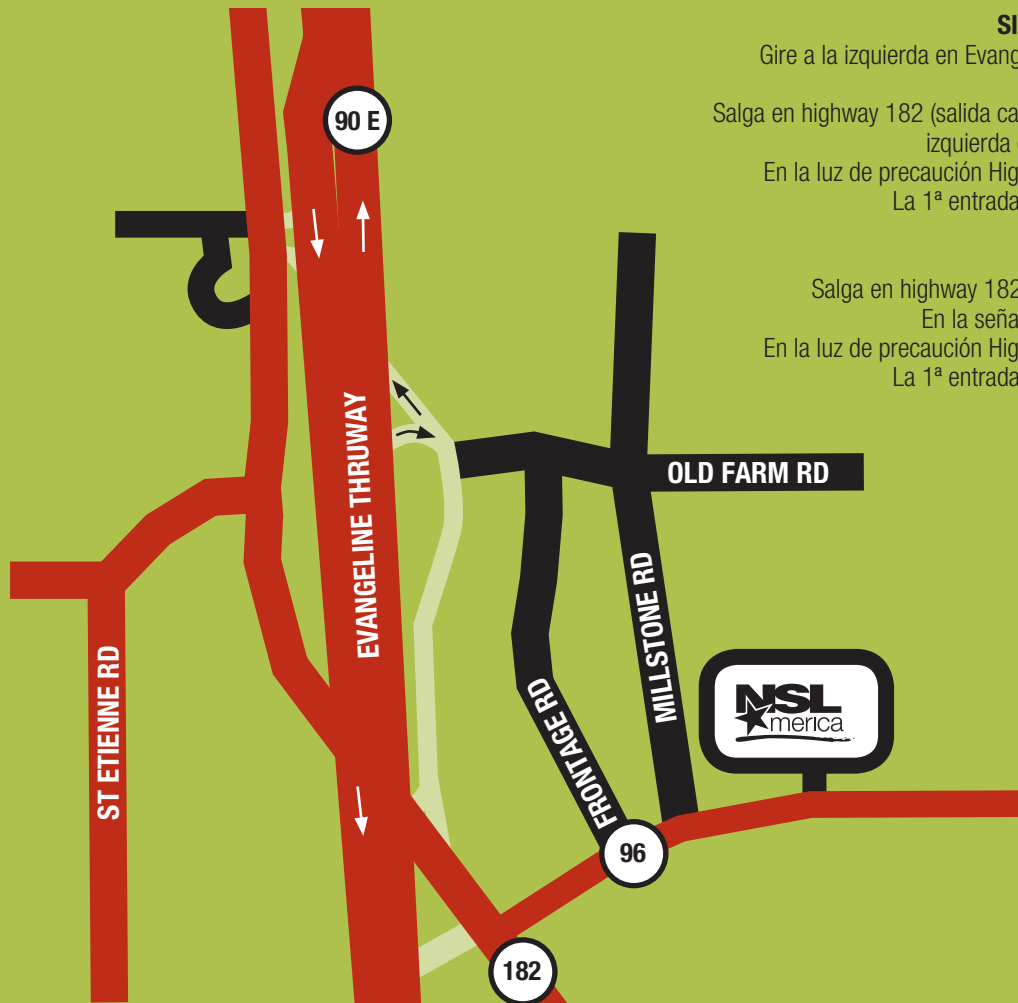 SI
Gire a la izquierda en Evang
Salga en highway 182 (salida ca
izquierda
En la luz de precaución Hig
La 1ª entrada
Salga en highway 182
En la seña
En la luz de precaución Hig
La 1ª entrada
90 E
EVANGELINE THRUWAY
OLD FARM RD
MILLSTONE RD
ST ETIENNE RD
FRONTAGE RD
NSL
merica
96
182